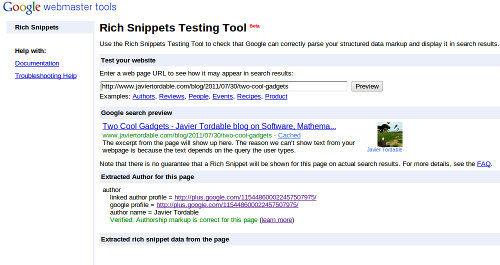 Google webmaster tools
Rich Snippets
Help with:
Documentation
Troubleshooting Help
Rich Snippets Testing Tool Beta
Use the Rich Snippets Testing Tool to check that Google can correctly parse your structured data markup and display it in search results.
Test your website
Enter a web page URL to see how it may appear in search results:
http://www.javiertordable.com/blog/2011/07/30/two-cool-gadgets Preview
Examples: Authors, Reviews, People, Events, Recipes, Product
Google search preview
Two Cool Gadgets - Javier Tordable blog on Software, Mathema...
www.javiertordable.com/blog/2011/07/30/two-cool-gadgets - Cached
The excerpt from the page will show up here. The reason we can't show text from your
webpage is because the text depends on the query the user types.
Javier Tordable
Note that there is no guarantee that a Rich Snippet will be shown for this page on actual search results. For more details, see the FAQ.
Extracted Author for this page
author
linked author profile = http://plus.google.com/115448600022457507975/
google profile = http://plus.google.com/115448600022457507975/
author name = Javier Tordable
Verified: Authorship markup is correct for this page (learn more)
Extracted rich snippet data from the page